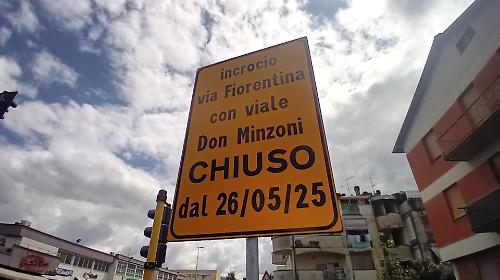 incrocio
via Fiorentina
con viale
Don Minzoni
CHIUSO
dal 26/05/25